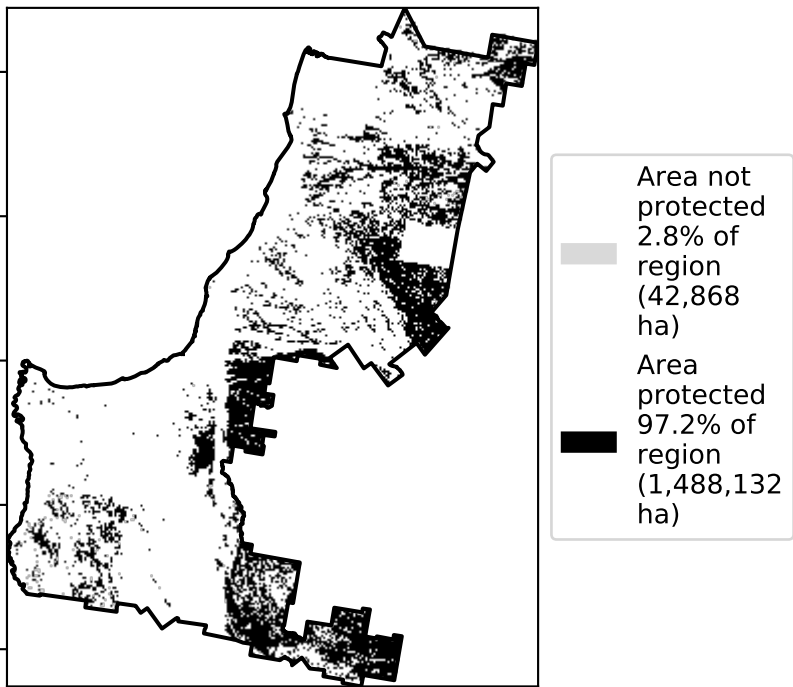 Area not
protected
2.8% of
region
(42,868
ha)
Area
protected
97.2% of
region
(1,488,132
ha)